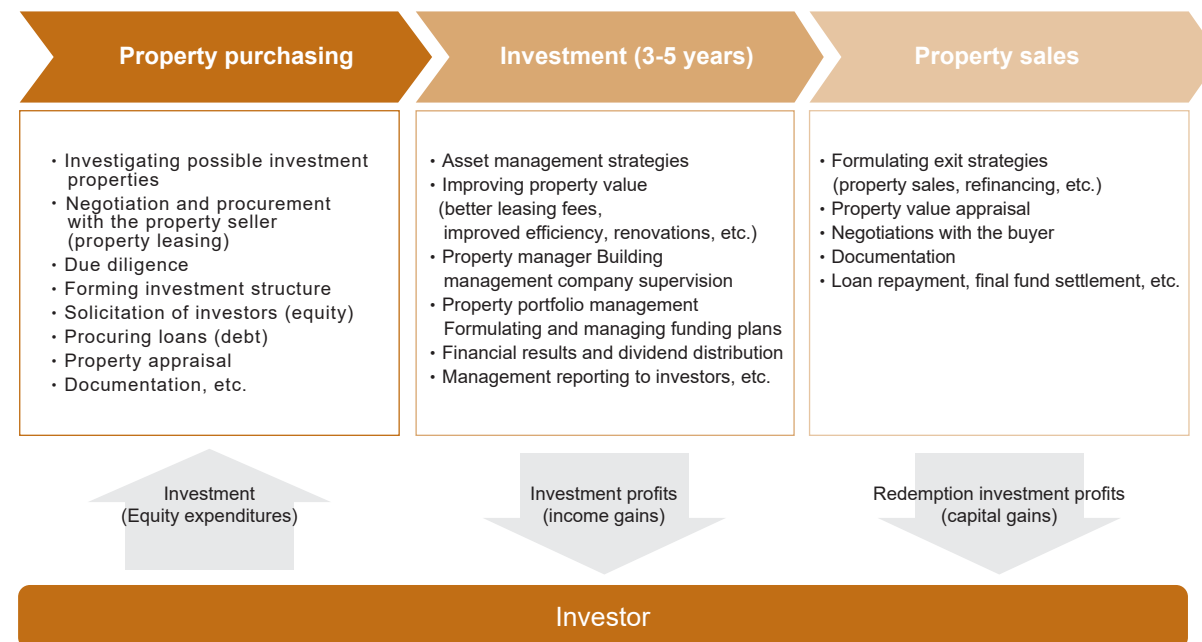 Property purchasing
Investment (3-5 years)
Property sales
・Investigating possible investment
properties
・Negotiation and procurement
with the property seller
(property leasing)
・Due diligence
・Forming investment structure
・Solicitation of investors (equity)
・Procuring loans (debt)
・Property appraisal
・Documentation, etc.
・Asset management strategies
・Improving property value
(better leasing fees,
improved efficiency, renovations, etc.)
・Property manager Building
management company supervision
・Property portfolio management
Formulating and managing funding plans
・Financial results and dividend distribution
・Management reporting to investors, etc.
・Formulating exit strategies
(property sales, refinancing, etc.)
・Property value appraisal
・Negotiations with the buyer
・Documentation
・Loan repayment, final fund settlement, etc.
Investment
(Equity expenditures)
Investment profits
(income gains)
Redemption investment profits
(capital gains)
Investor